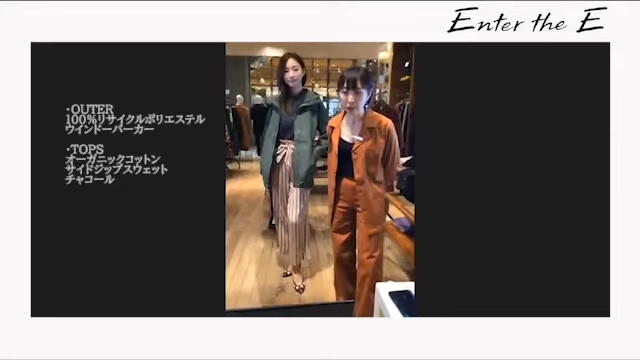 Enter the E
・OUTER
100%リサイクルポリエステル
ウインドーパーカー
・TOPS
オーガニックコットン
サイドジップスウェット
チャコール